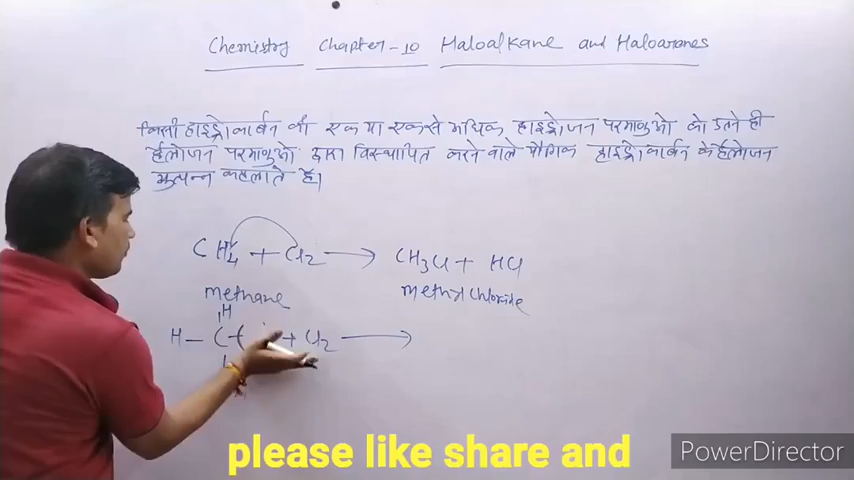 Chemistry Chapter-10 Haloalkane and Haloarenes
किसी हाइड्रोकार्बन की एक या एक से अधिक हाइड्रोजन परमाणुओं को उतने ही
हैलोजन परमाणुओं द्वारा विस्थापित करने वाले यौगिक हाइड्रोकार्बन के हैलोजन
व्युत्पन्न कहलाते हैं।
CH4 + Cl2 → CH3Cl + HCl
methane methyl chloride
H
H – C + Cl2 →
please like share and
PowerDirector